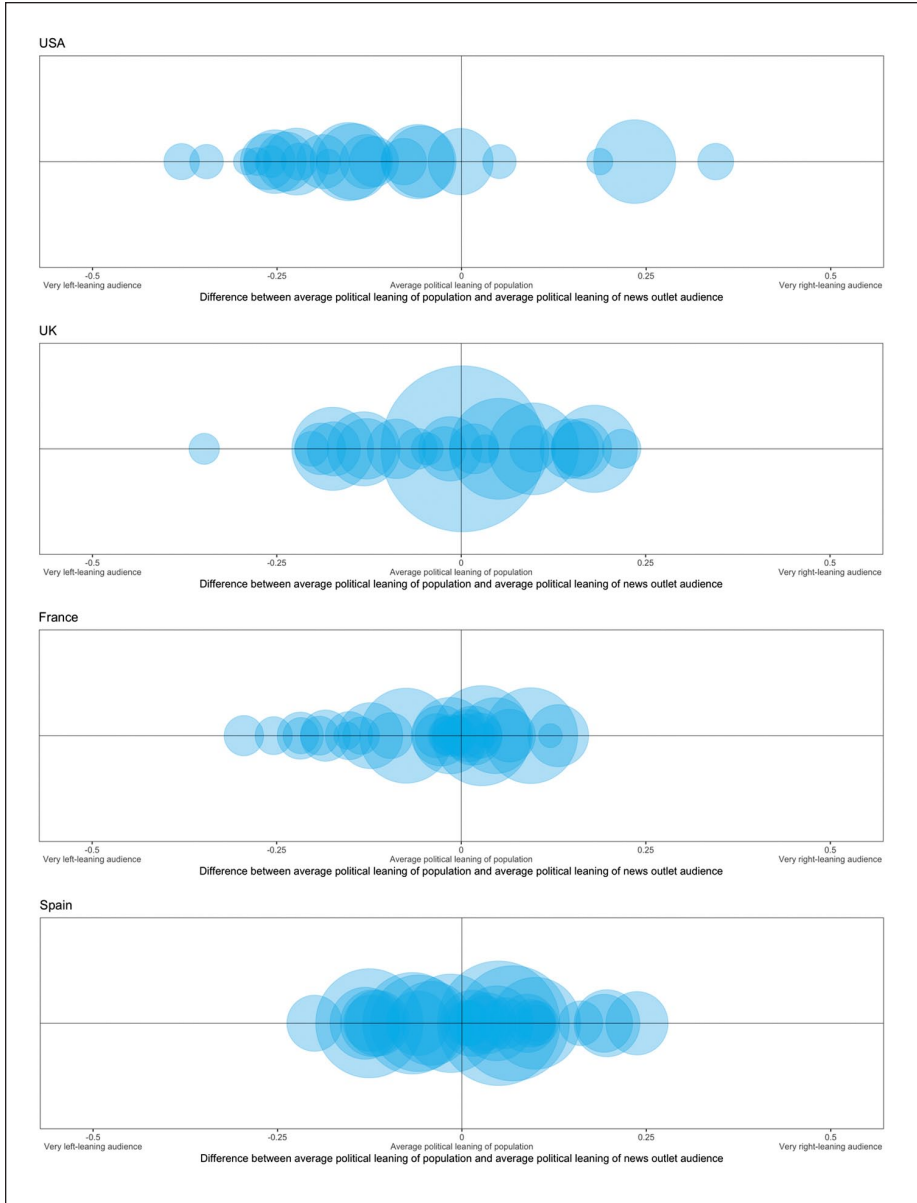 USA
-0.5 -0.25 0 0.25 0.5
Very left-leaning audience Average political leaning of population Very right-leaning audience
Difference between average political leaning of population and average political leaning of news outlet audience
UK
-0.5 -0.25 0 0.25 0.5
Very left-leaning audience Average political leaning of population Very right-leaning audience
Difference between average political leaning of population and average political leaning of news outlet audience
France
-0.5 -0.25 0 0.25 0.5
Very left-leaning audience Average political leaning of population Very right-leaning audience
Difference between average political leaning of population and average political leaning of news outlet audience
Spain
-0.5 -0.25 0 0.25 0.5
Very left-leaning audience Average political leaning of population Very right-leaning audience
Difference between average political leaning of population and average political leaning of news outlet audience